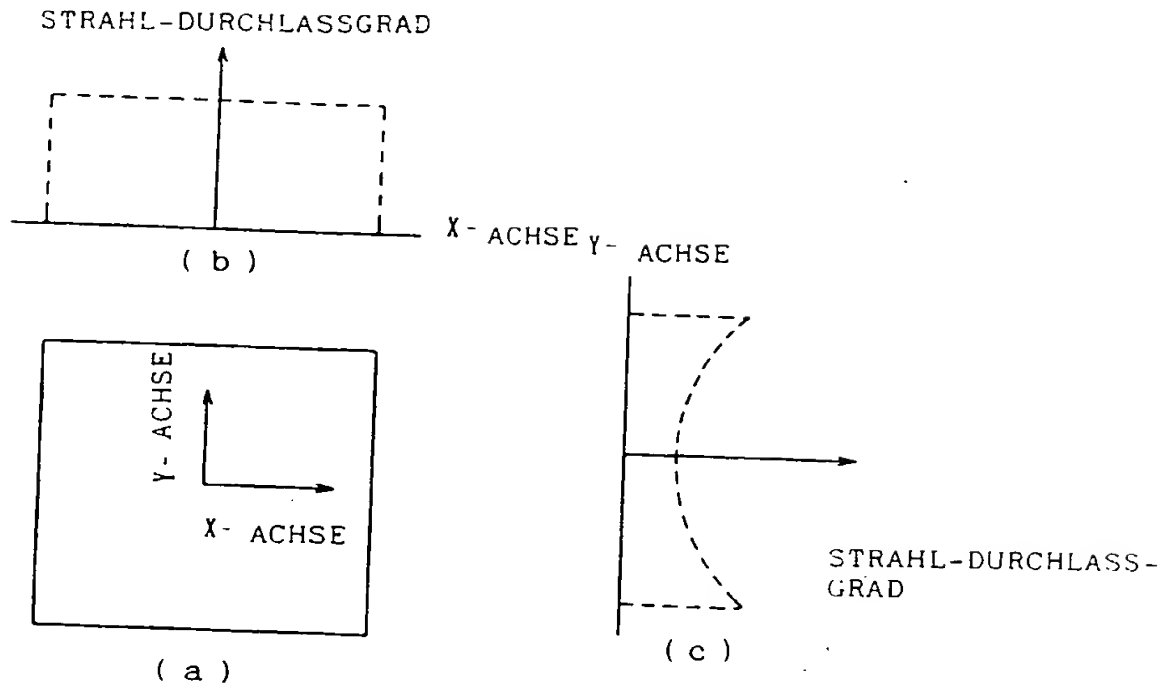 STRAHL-DURCHLASSGRAD
X- ACHSE
( b )
Y- ACHSE
Y- ACHSE
X- ACHSE
( a )
STRAHL-DURCHLASS-
GRAD
( c )